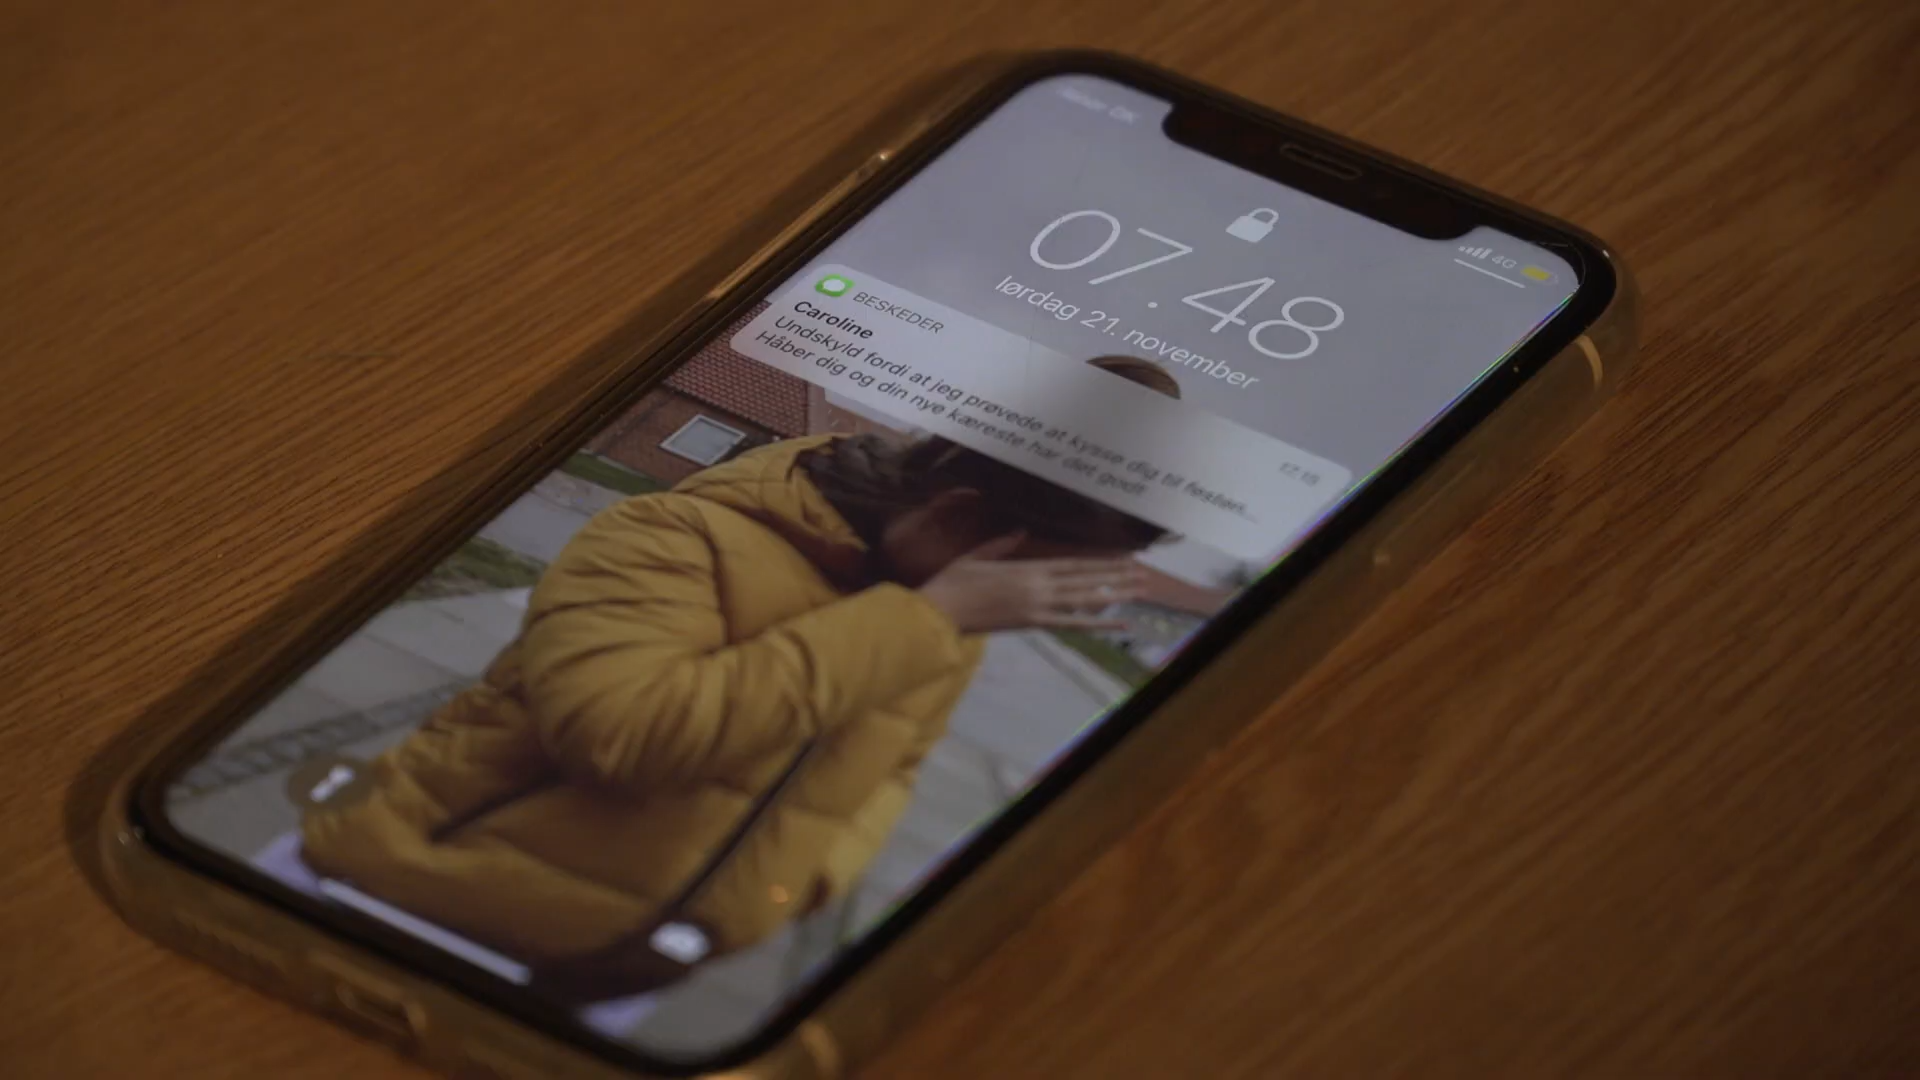 4G
07.48
lørdag 21. november
BESKEDER
Caroline
Undskyld fordi at jeg prøvede at kysse dig til festen...
Håber dig og din nye kæreste har det godt